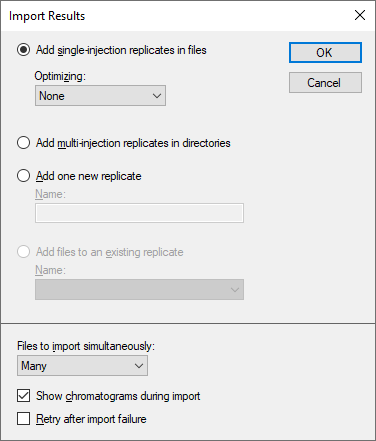 Import Results
Add single-injection replicates in files
OK
Optimizing:
Cancel
None
Add multi-injection replicates in directories
Add one new replicate
Name:
Add files to an existing replicate
Name:
Files to import simultaneously:
Many
Show chromatograms during import
Retry after import failure